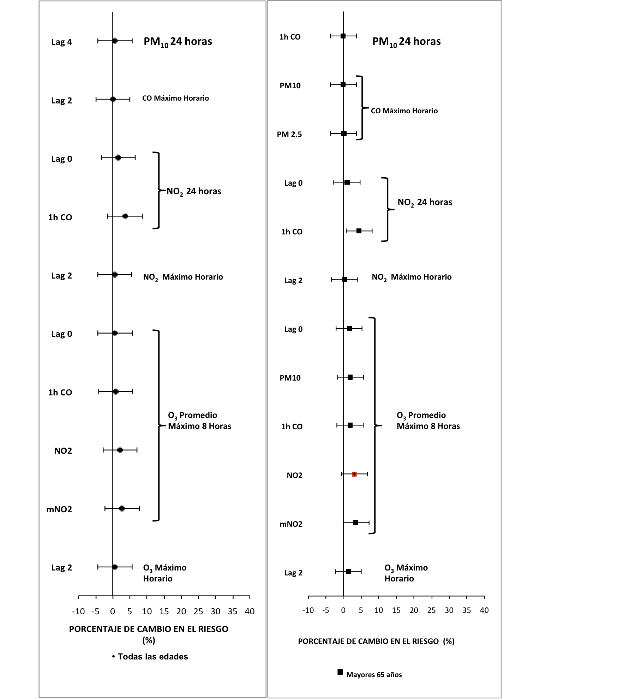 Lag 4
PM10 24 horas
Lag 2
CO Máximo Horario
Lag 0
NO2 24 horas
1h CO
Lag 2
NO2 Máximo Horario
Lag 0
1h CO
O3 Promedio
Máximo 8 Horas
NO2
mNO2
Lag 2
O3 Máximo
Horario
-10 -5 0 5 10 15 20 25 30 35 40
PORCENTAJE DE CAMBIO EN EL RIESGO
(%)
• Todas las edades
1h CO
PM10 24 horas
PM10
CO Máximo Horario
PM 2.5
Lag 0
NO2 24 horas
1h CO
Lag 2
NO2 Máximo Horario
Lag 0
PM10
O3 Promedio
Máximo 8 Horas
1h CO
NO2
mNO2
Lag 2
O3 Máximo
Horario
-10 -5 0 5 10 15 20 25 30 35 40
PORCENTAJE DE CAMBIO EN EL RIESGO (%)
Mayores 65 años